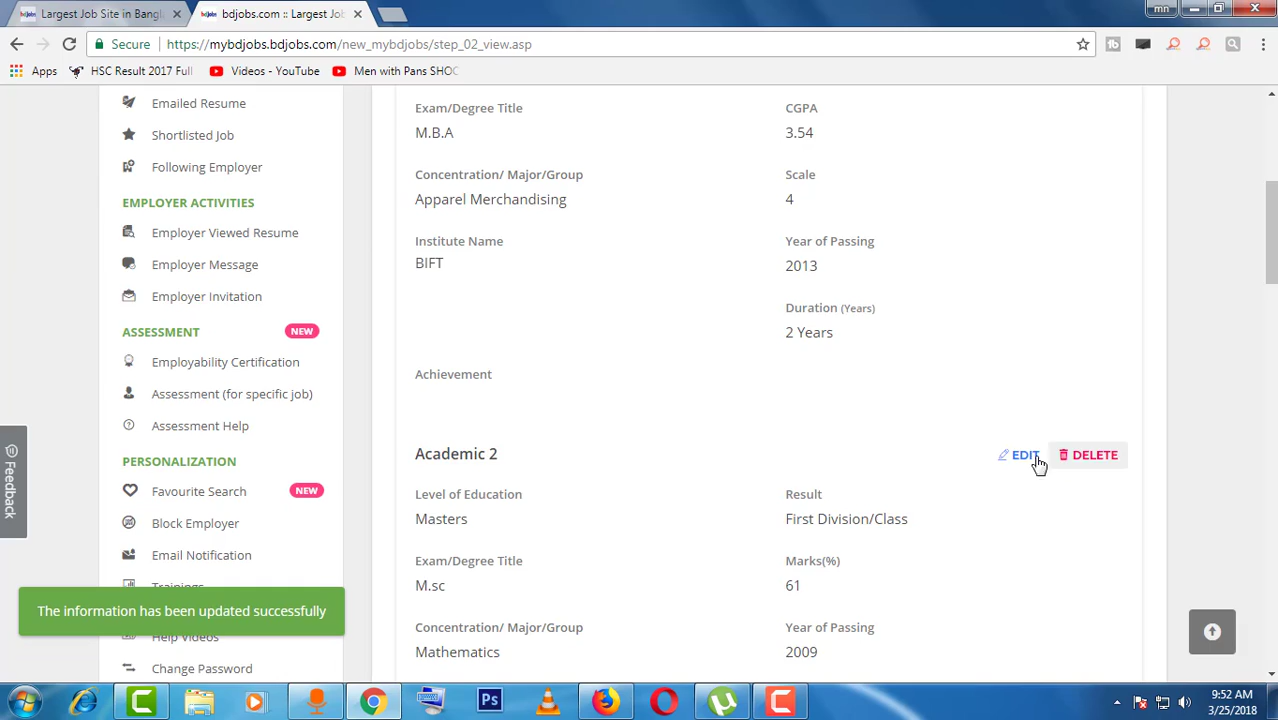 Largest Job Site in Bangl
bdjobs.com :: Largest Job
mn
Secure
https://mybdjobs.bdjobs.com/new_mybdjobs/step_02_view.asp
Apps
HSC Result 2017 Full
Videos - YouTube
Men with Pans SHOC
Emailed Resume
Shortlisted Job
Following Employer
EMPLOYER ACTIVITIES
Employer Viewed Resume
Employer Message
Employer Invitation
ASSESSMENT NEW
Employability Certification
Assessment (for specific job)
Assessment Help
PERSONALIZATION
Favourite Search NEW
Block Employer
Email Notification
Trainings
Help Videos
Change Password
Feedback
The information has been updated successfully
Exam/Degree Title
M.B.A
CGPA
3.54
Concentration/ Major/Group
Apparel Merchandising
Scale
4
Institute Name
BIFT
Year of Passing
2013
Duration (Years)
2 Years
Achievement
Academic 2
EDIT
DELETE
Level of Education
Masters
Result
First Division/Class
Exam/Degree Title
M.sc
Marks(%)
61
Concentration/ Major/Group
Mathematics
Year of Passing
2009
Ps
9:52 AM
3/25/2018